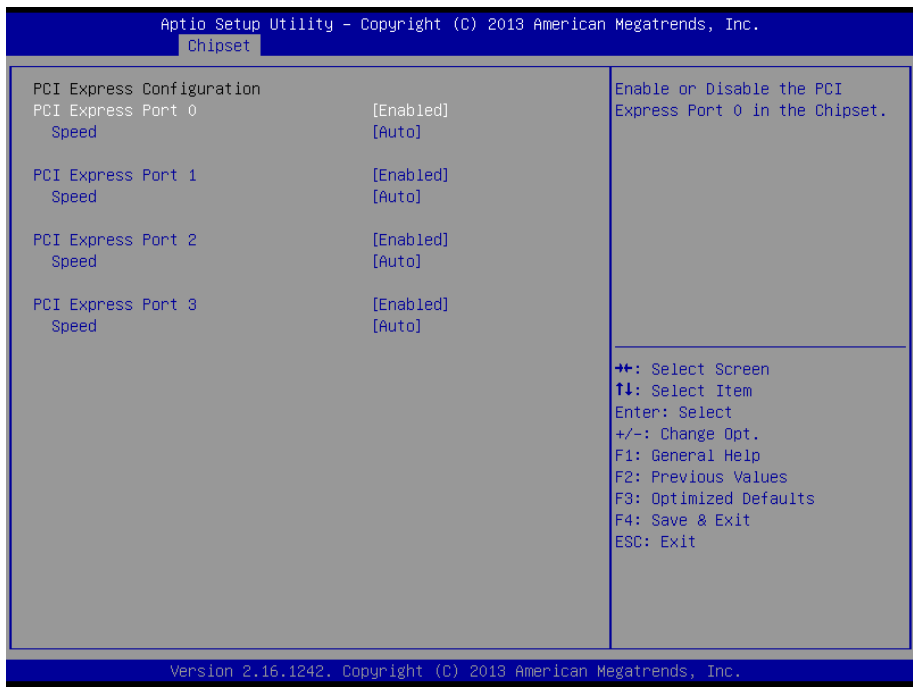 Aptio Setup Utility – Copyright (C) 2013 American Megatrends, Inc.
Chipset
PCI Express Configuration
PCI Express Port 0 [Enabled]
Speed [Auto]
PCI Express Port 1 [Enabled]
Speed [Auto]
PCI Express Port 2 [Enabled]
Speed [Auto]
PCI Express Port 3 [Enabled]
Speed [Auto]
Enable or Disable the PCI
Express Port 0 in the Chipset.
→←: Select Screen
↑↓: Select Item
Enter: Select
+/-: Change Opt.
F1: General Help
F2: Previous Values
F3: Optimized Defaults
F4: Save & Exit
ESC: Exit
Version 2.16.1242. Copyright (C) 2013 American Megatrends, Inc.